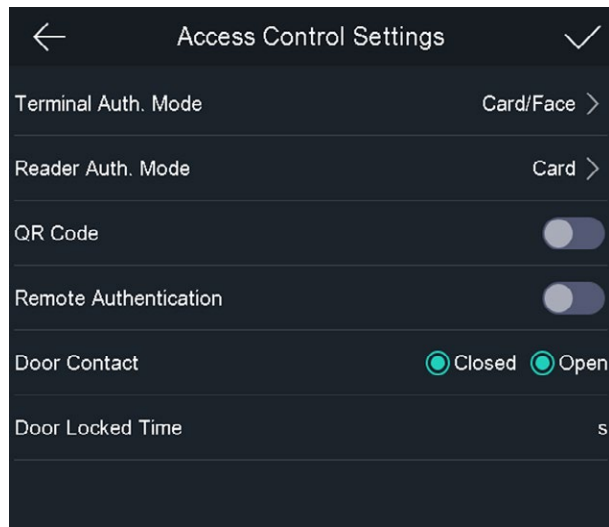 Access Control Settings
Terminal Auth. Mode Card/Face
Reader Auth. Mode Card
QR Code
Remote Authentication
Door Contact Closed Open
Door Locked Time s